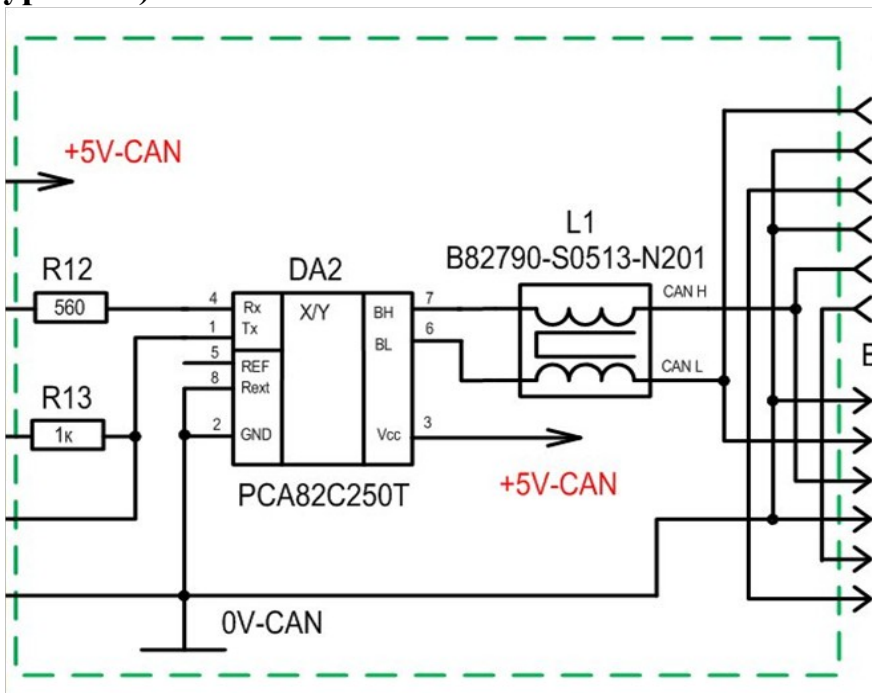 +5V-CAN
L1
B82790-S0513-N201
R12
DA2
CAN H
560
4
Rx
X/Y
BH
7
1
Tx
BL
6
5
REF
8
Rext
CAN L
R13
1к
2
GND
Vcc
3
PCA82C250T
+5V-CAN
0V-CAN